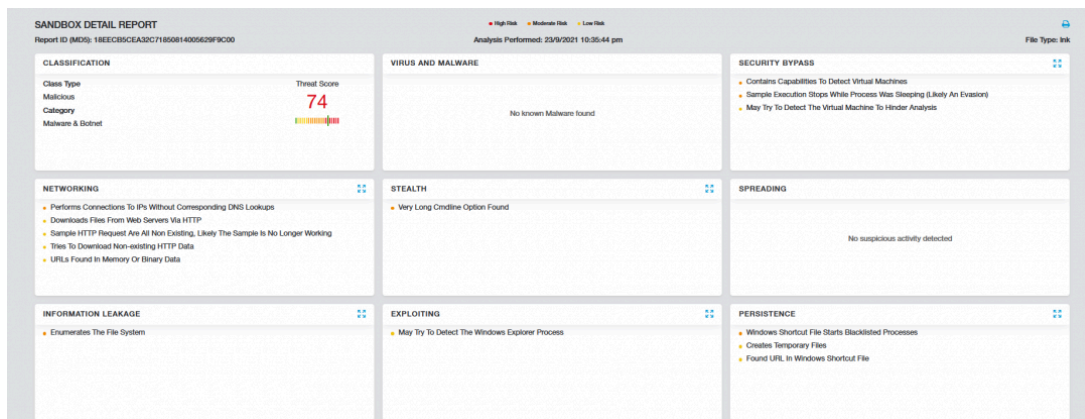 SANDBOX DETAIL REPORT
High Risk Moderate Risk Low Risk
Report ID (MD5): 18EECB5CEA32C71850814005629F9C00
Analysis Performed: 23/9/2021 10:35:44 pm
File Type: lnk
CLASSIFICATION
Class Type
Threat Score
Malicious
74
Category
Malware & Botnet
VIRUS AND MALWARE
No known Malware found
SECURITY BYPASS
Contains Capabilities To Detect Virtual Machines
Sample Execution Stops While Process Was Sleeping (Likely An Evasion)
May Try To Detect The Virtual Machine To Hinder Analysis
NETWORKING
Performs Connections To IPs Without Corresponding DNS Lookups
Downloads Files From Web Servers Via HTTP
Sample HTTP Request Are All Non Existing, Likely The Sample Is No Longer Working
Tries To Download Non-existing HTTP Data
URLs Found In Memory Or Binary Data
STEALTH
Very Long Cmdline Option Found
SPREADING
No suspicious activity detected
INFORMATION LEAKAGE
Enumerates The File System
EXPLOITING
May Try To Detect The Windows Explorer Process
PERSISTENCE
Windows Shortcut File Starts Blacklisted Processes
Creates Temporary Files
Found URL In Windows Shortcut File